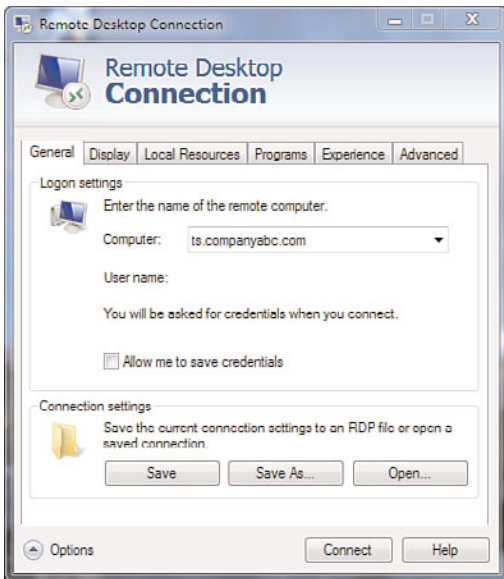 Remote Desktop Connection
Remote Desktop
Connection
General Display Local Resources Programs Experience Advanced
Logon settings
Enter the name of the remote computer.
Computer: ts.companyabc.com
User name:
You will be asked for credentials when you connect.
Allow me to save credentials
Connection settings
Save the current connection settings to an RDP file or open a
saved connection.
Save Save As... Open...
Options Connect Help